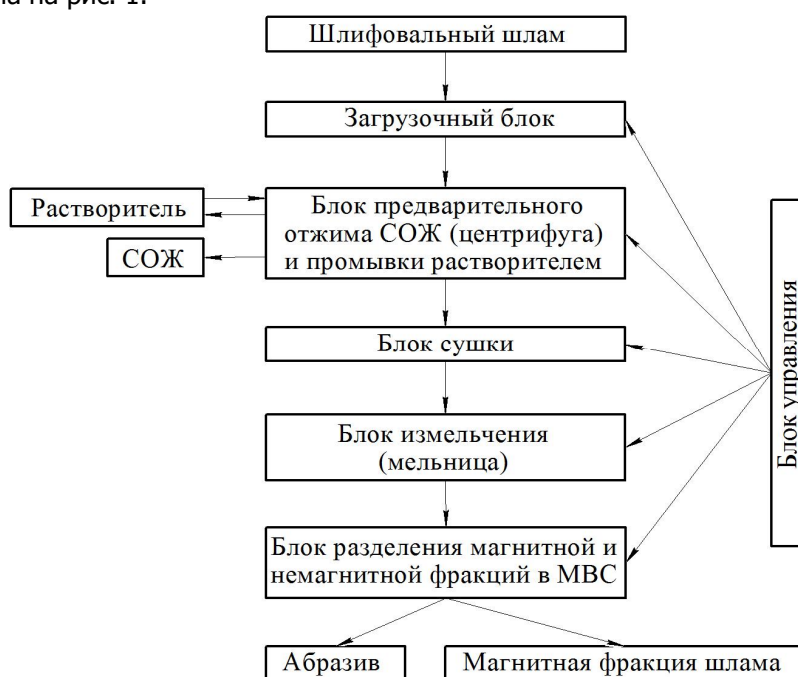 Шлифовальный шлам
Загрузочный блок
Растворитель
СОЖ
Блок предварительного
отжима СОЖ (центрифуга)
и промывки растворителем
Блок сушки
Блок измельчения
(мельница)
Блок разделения магнитной и
немагнитной фракций в МВС
Блок управления
Абразив
Магнитная фракция шлама